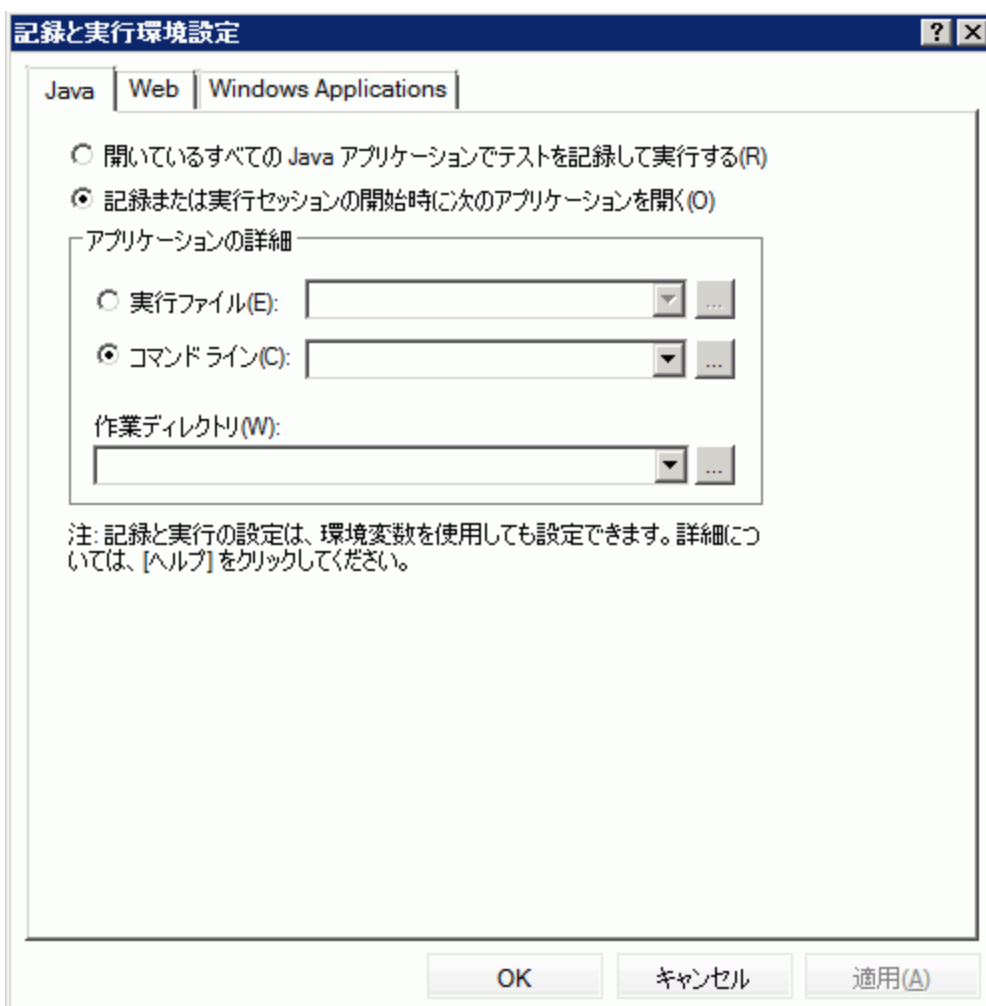 記録と実行環境設定
Java Web Windows Applications
開いているすべての Java アプリケーションでテストを記録して実行する(R)
記録または実行セッションの開始時に次のアプリケーションを開く(O)
アプリケーションの詳細
実行ファイル(E): ...
コマンド ライン(C): ...
作業ディレクトリ(W):
...
注: 記録と実行の設定は、環境変数を使用しても設定できます。詳細につ
いては、[ヘルプ] をクリックしてください。
OK キャンセル 適用(A)